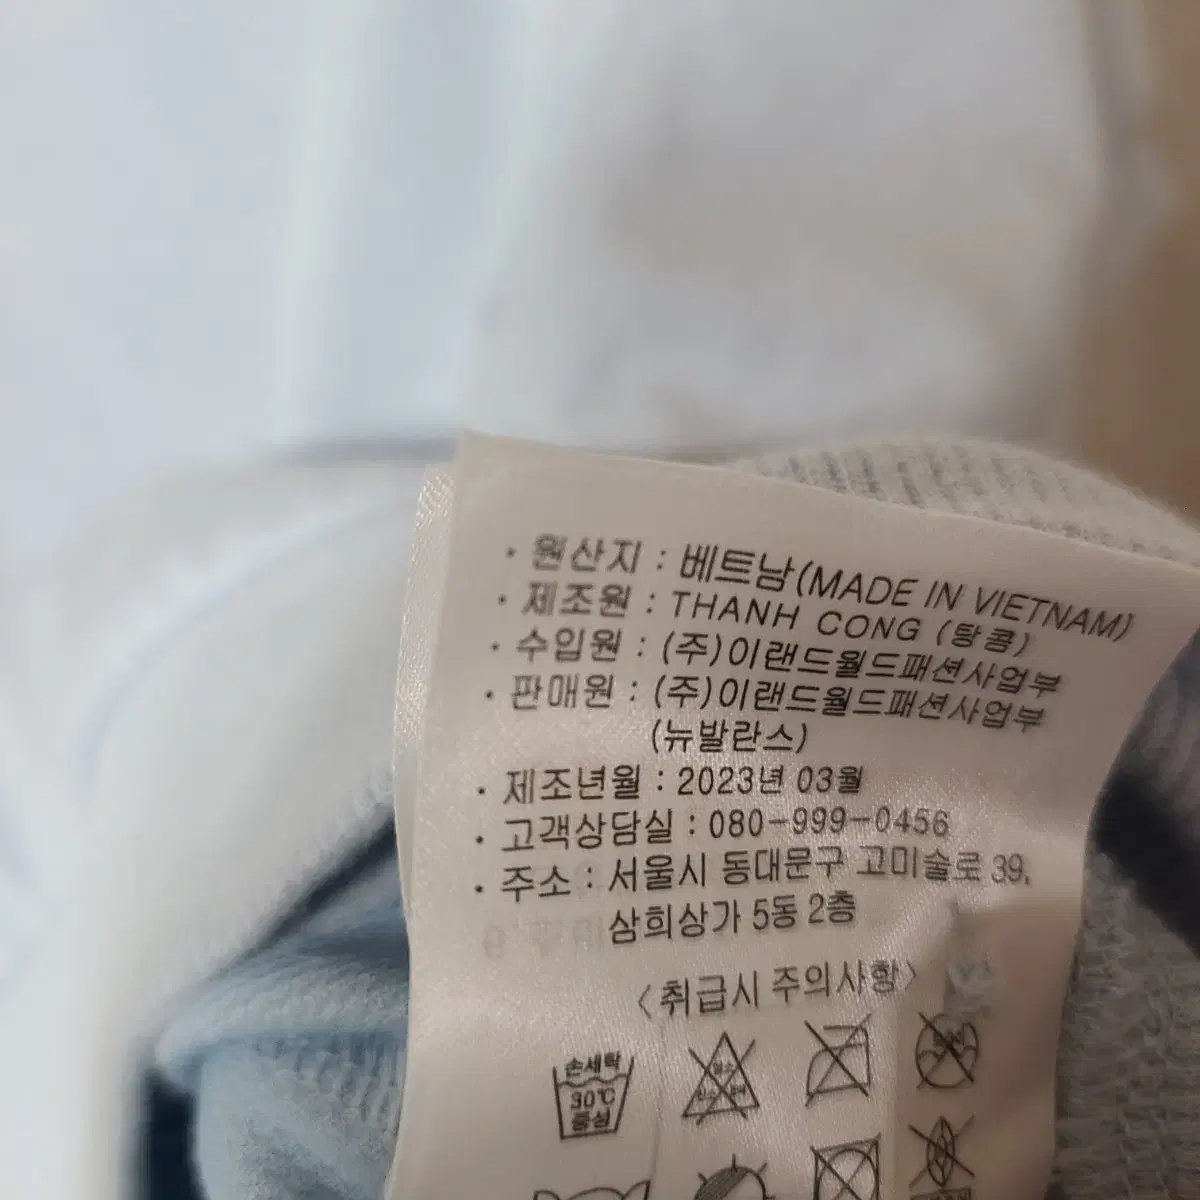 · 원산지 : 베트남(MADE IN VIETNAM)
· 제조원 : THANH CONG (탕콩)
· 수입원 : (주)이랜드월드패션사업부
· 판매원 : (주)이랜드월드패션사업부
(뉴발란스)
· 제조년월 : 2023년 03월
· 고객상담실 : 080-999-0456
· 주소 : 서울시 동대문구 고미술로 39,
삼희상가 5동 2층
<취급시 주의사항>
손세탁
30℃
중성